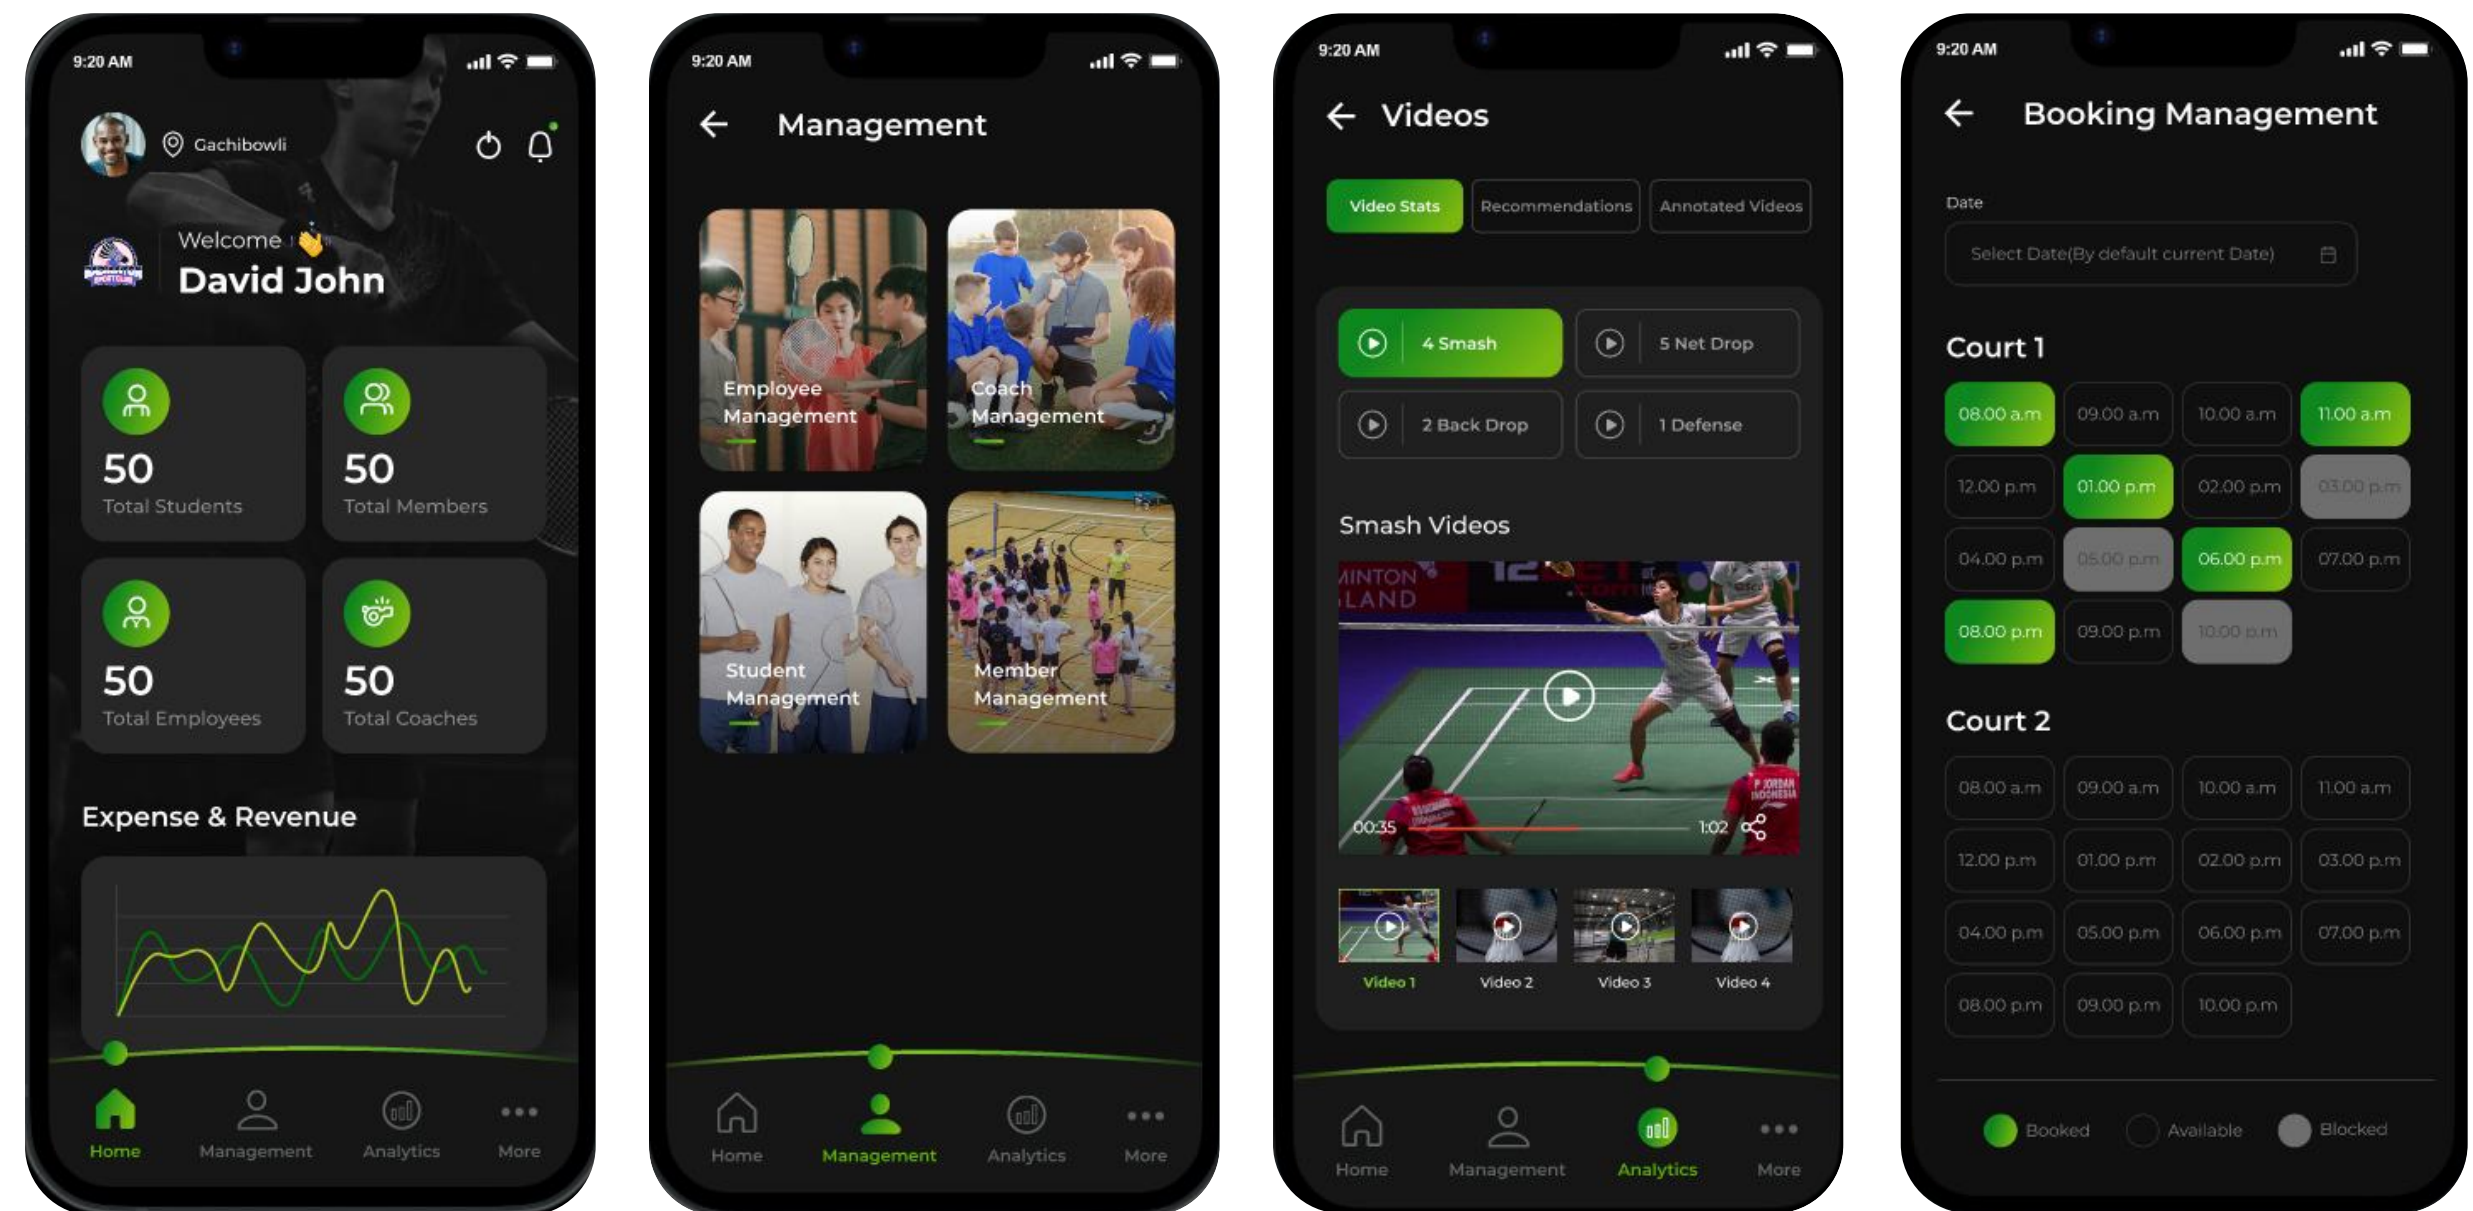 9:20 AM
Gachibowli
Welcome
David John
50
Total Students
50
Total Members
50
Total Employees
50
Total Coaches
Expense & Revenue
Home
Management
Analytics
More
9:20 AM
Management
Employee
Management
Coach
Management
Student
Management
Member
Management
Home
Management
Analytics
More
9:20 AM
Videos
Video Stats
Recommendations
Annotated Videos
4 Smash
5 Net Drop
2 Back Drop
1 Defense
Smash Videos
MINTON
LAND
12
P JORDAN
INDONESIA
00:35
1:02
Video 1
Video 2
Video 3
Video 4
Home
Management
Analytics
More
9:20 AM
Booking Management
Date
Select Date(By default current Date)
Court 1
08.00 a.m
09.00 a.m
10.00 a.m
11.00 a.m
12.00 p.m
01.00 p.m
02.00 p.m
03.00 p.m
04.00 p.m
05.00 p.m
06.00 p.m
07.00 p.m
08.00 p.m
09.00 p.m
10.00 p.m
Court 2
08.00 a.m
09.00 a.m
10.00 a.m
11.00 a.m
12.00 p.m
01.00 p.m
02.00 p.m
03.00 p.m
04.00 p.m
05.00 p.m
06.00 p.m
07.00 p.m
08.00 p.m
09.00 p.m
10.00 p.m
Booked
Available
Blocked